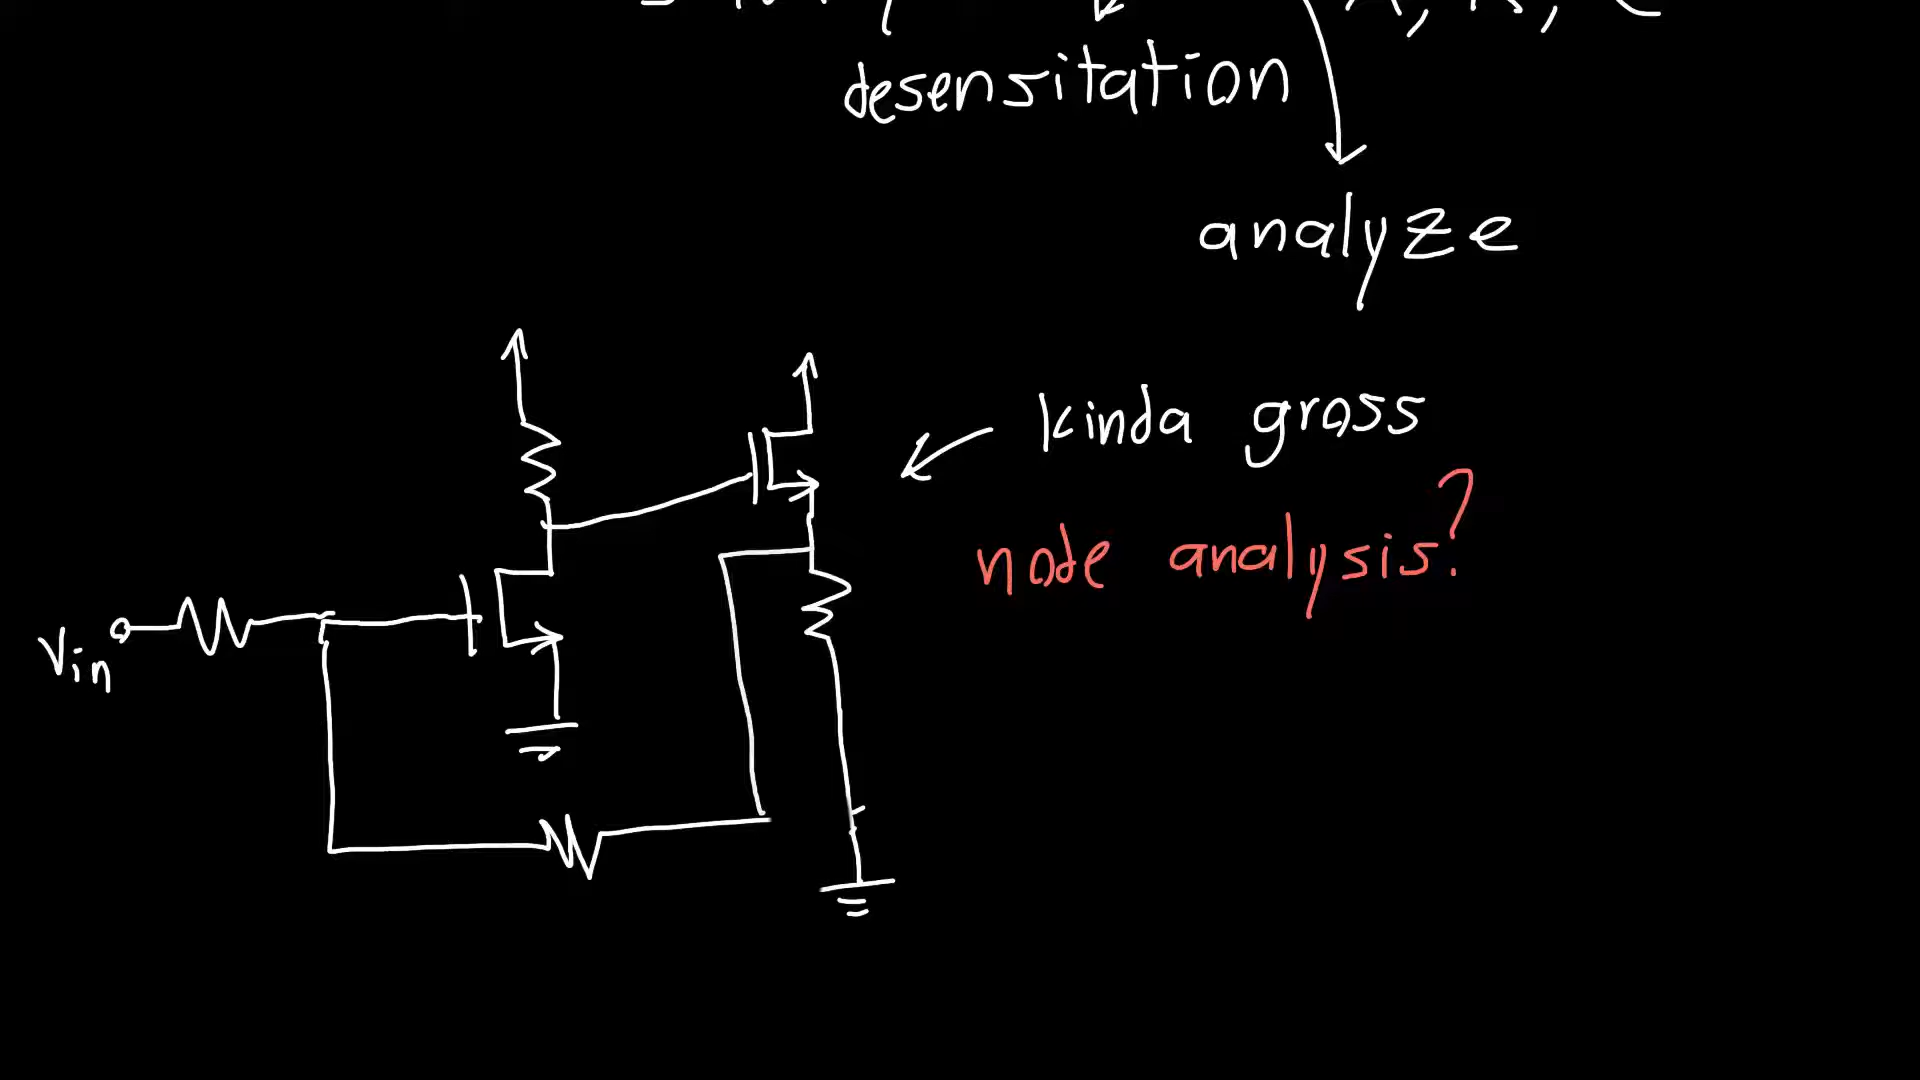 desensitation
analyze
kinda gross
node analysis?
Vin